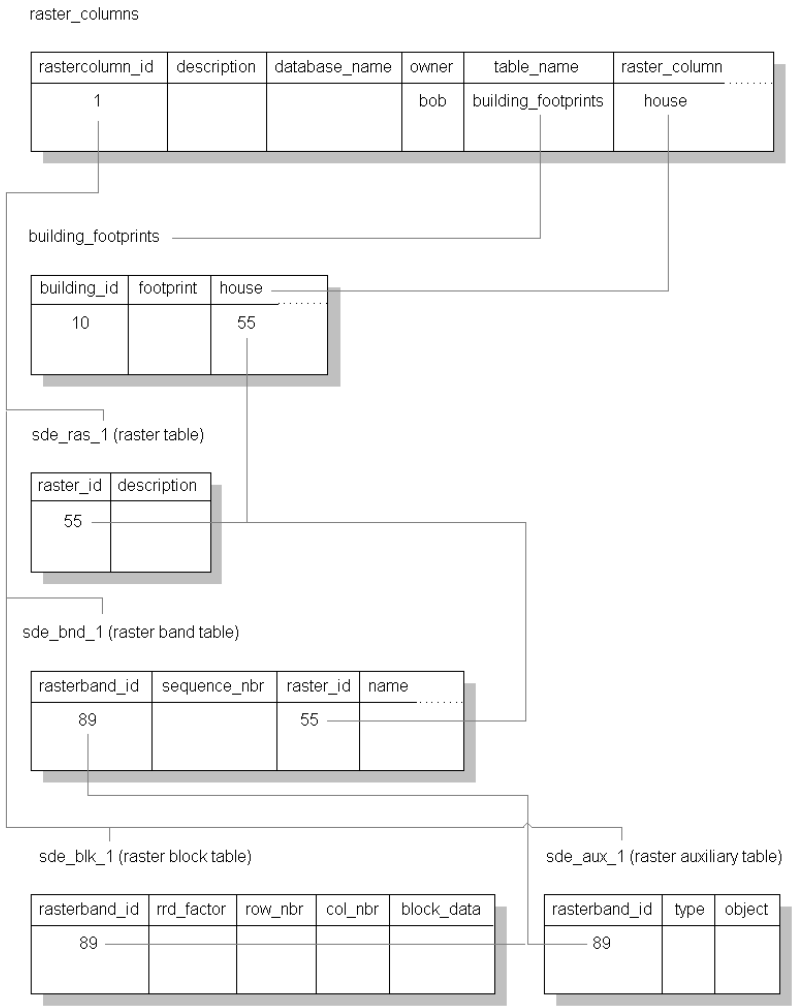 raster_columns
rastercolumn_id description database_name owner table_name raster_column
1 bob building_footprints house
building_footprints
building_id footprint house
10 55
sde_ras_1 (raster table)
raster_id description
55
sde_bnd_1 (raster band table)
rasterband_id sequence_nbr raster_id name
89 55
sde_blk_1 (raster block table) sde_aux_1 (raster auxiliary table)
rasterband_id rrd_factor row_nbr col_nbr block_data rasterband_id type object
89 89